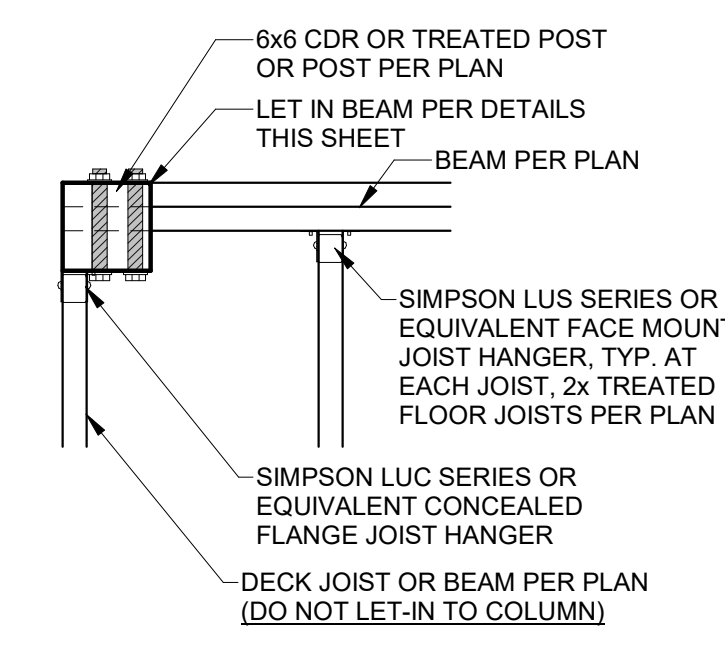 6x6 CDR OR TREATED POST
OR POST PER PLAN
LET IN BEAM PER DETAILS
THIS SHEET
BEAM PER PLAN
SIMPSON LUS SERIES OR
EQUIVALENT FACE MOUNT
JOIST HANGER, TYP. AT
EACH JOIST, 2x TREATED
FLOOR JOISTS PER PLAN
SIMPSON LUC SERIES OR
EQUIVALENT CONCEALED
FLANGE JOIST HANGER
DECK JOIST OR BEAM PER PLAN
(DO NOT LET-IN TO COLUMN)